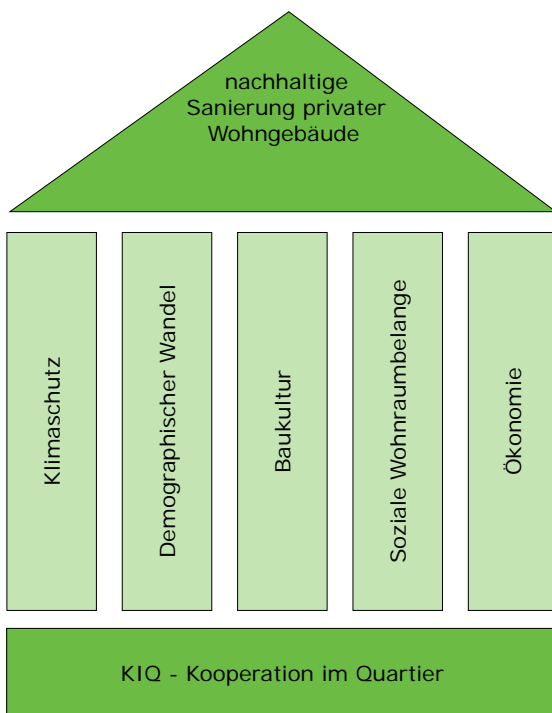 nachhaltige
Sanierung privater
Wohngebäude
Klimaschutz
Demographischer Wandel
Baukultur
Soziale Wohnraumbelange
Ökonomie
KIQ - Kooperation im Quartier